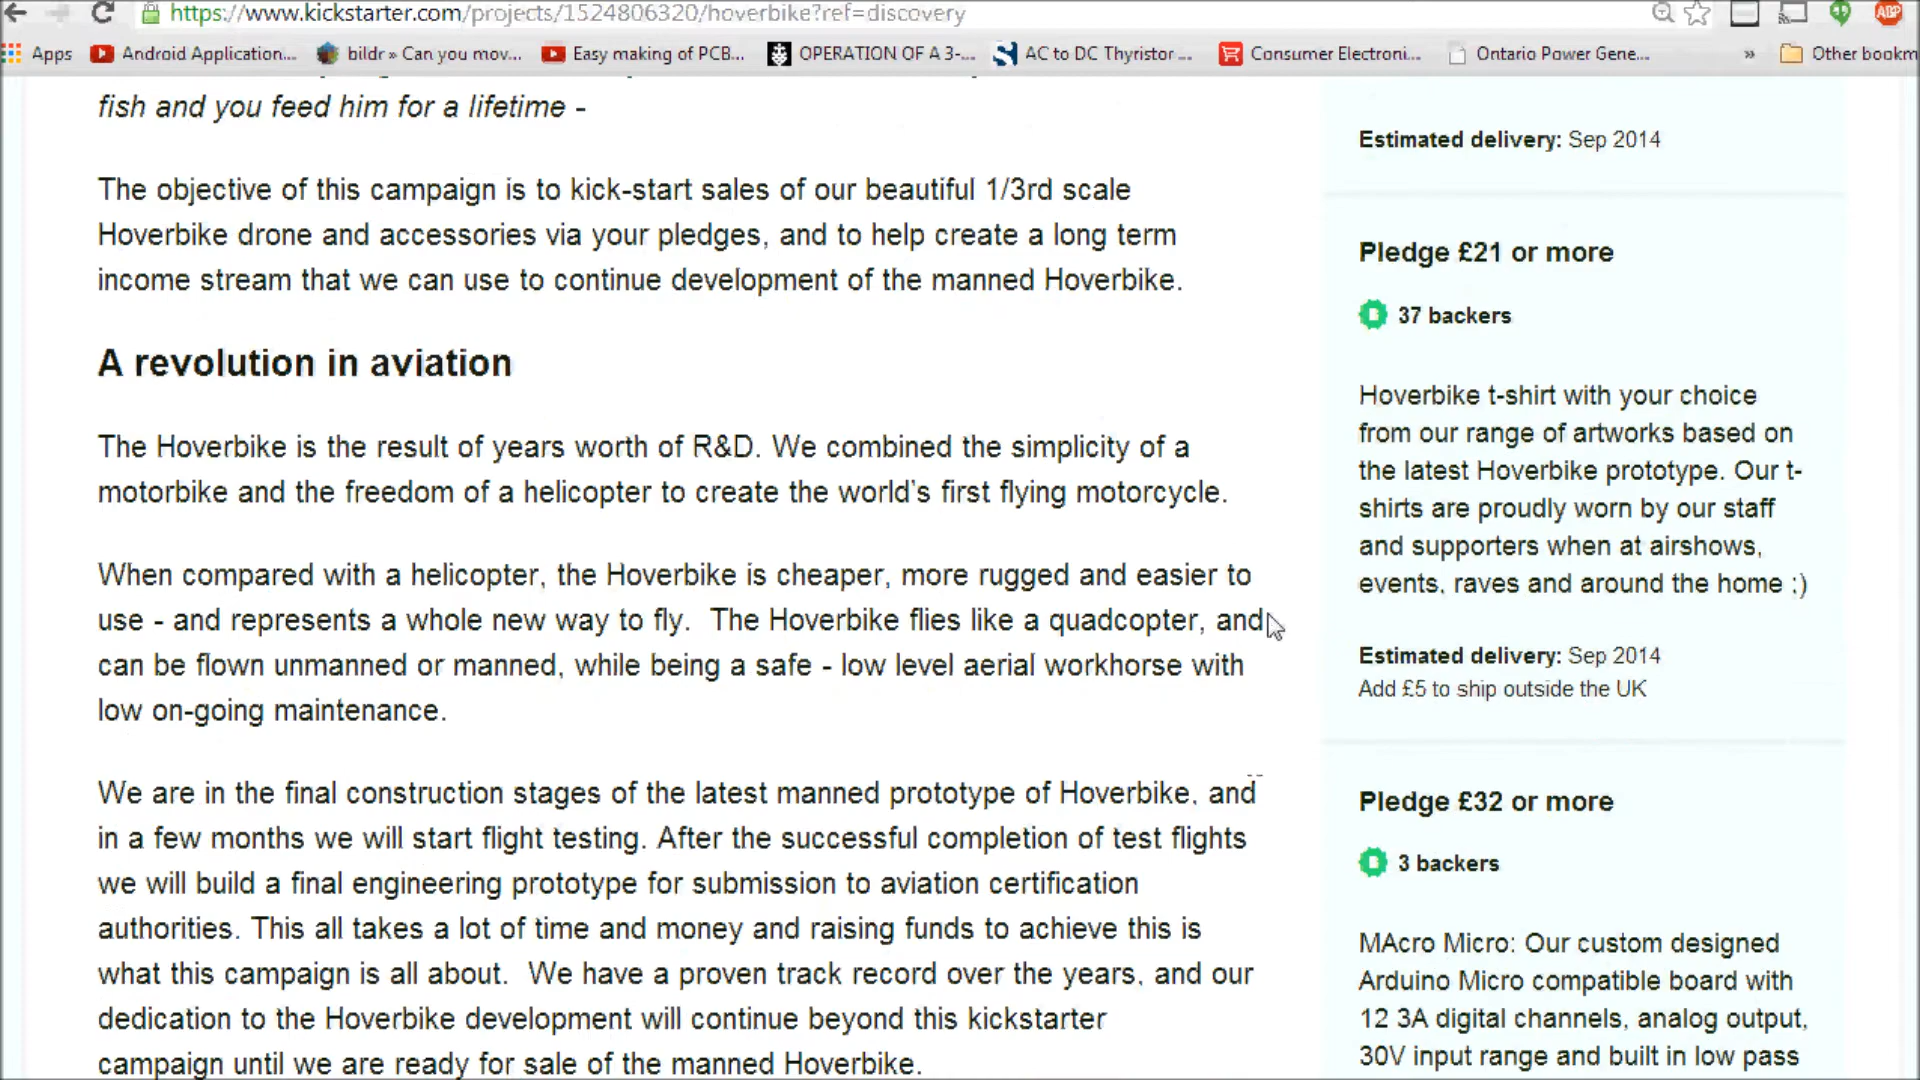 https://www.kickstarter.com/projects/1524806320/hoverbike?ref=discovery
ABP
Apps
Android Application...
bildr » Can you mov...
Easy making of PCB...
OPERATION OF A 3-...
AC to DC Thyristor ...
Consumer Electroni...
Ontario Power Gene...
»
Other bookm
fish and you feed him for a lifetime -
The objective of this campaign is to kick-start sales of our beautiful 1/3rd scale
Hoverbike drone and accessories via your pledges, and to help create a long term
income stream that we can use to continue development of the manned Hoverbike.
A revolution in aviation
The Hoverbike is the result of years worth of R&D. We combined the simplicity of a
motorbike and the freedom of a helicopter to create the world's first flying motorcycle.
When compared with a helicopter, the Hoverbike is cheaper, more rugged and easier to
use - and represents a whole new way to fly.  The Hoverbike flies like a quadcopter, and
can be flown unmanned or manned, while being a safe - low level aerial workhorse with
low on-going maintenance.
We are in the final construction stages of the latest manned prototype of Hoverbike, and
in a few months we will start flight testing. After the successful completion of test flights
we will build a final engineering prototype for submission to aviation certification
authorities. This all takes a lot of time and money and raising funds to achieve this is
what this campaign is all about.  We have a proven track record over the years, and our
dedication to the Hoverbike development will continue beyond this kickstarter
campaign until we are ready for sale of the manned Hoverbike.
Estimated delivery: Sep 2014
Pledge £21 or more
37 backers
Hoverbike t-shirt with your choice
from our range of artworks based on
the latest Hoverbike prototype. Our t-
shirts are proudly worn by our staff
and supporters when at airshows,
events, raves and around the home :)
Estimated delivery: Sep 2014
Add £5 to ship outside the UK
Pledge £32 or more
3 backers
MAcro Micro: Our custom designed
Arduino Micro compatible board with
12 3A digital channels, analog output,
30V input range and built in low pass